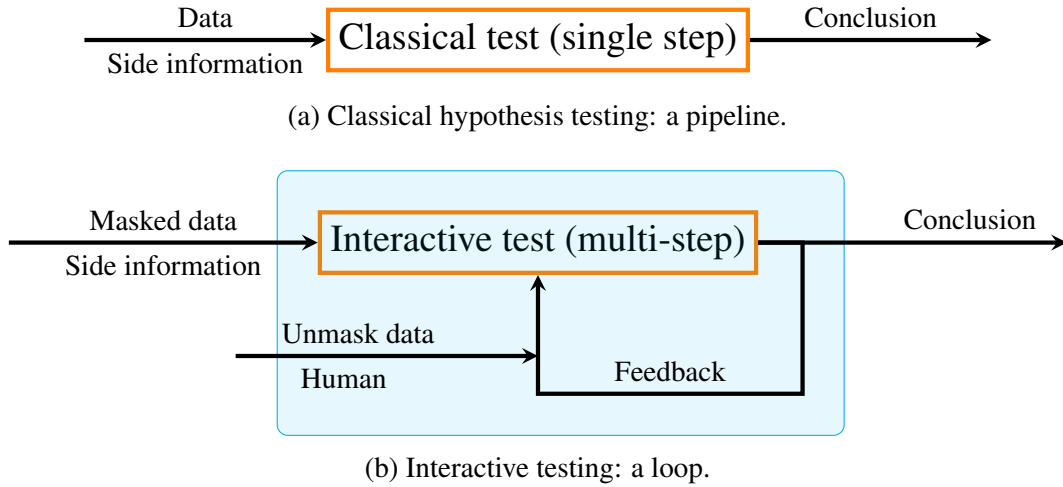 Data
Side information
Classical test (single step)
Conclusion
(a) Classical hypothesis testing: a pipeline.
Masked data
Side information
Interactive test (multi-step)
Conclusion
Unmask data
Human
Feedback
(b) Interactive testing: a loop.